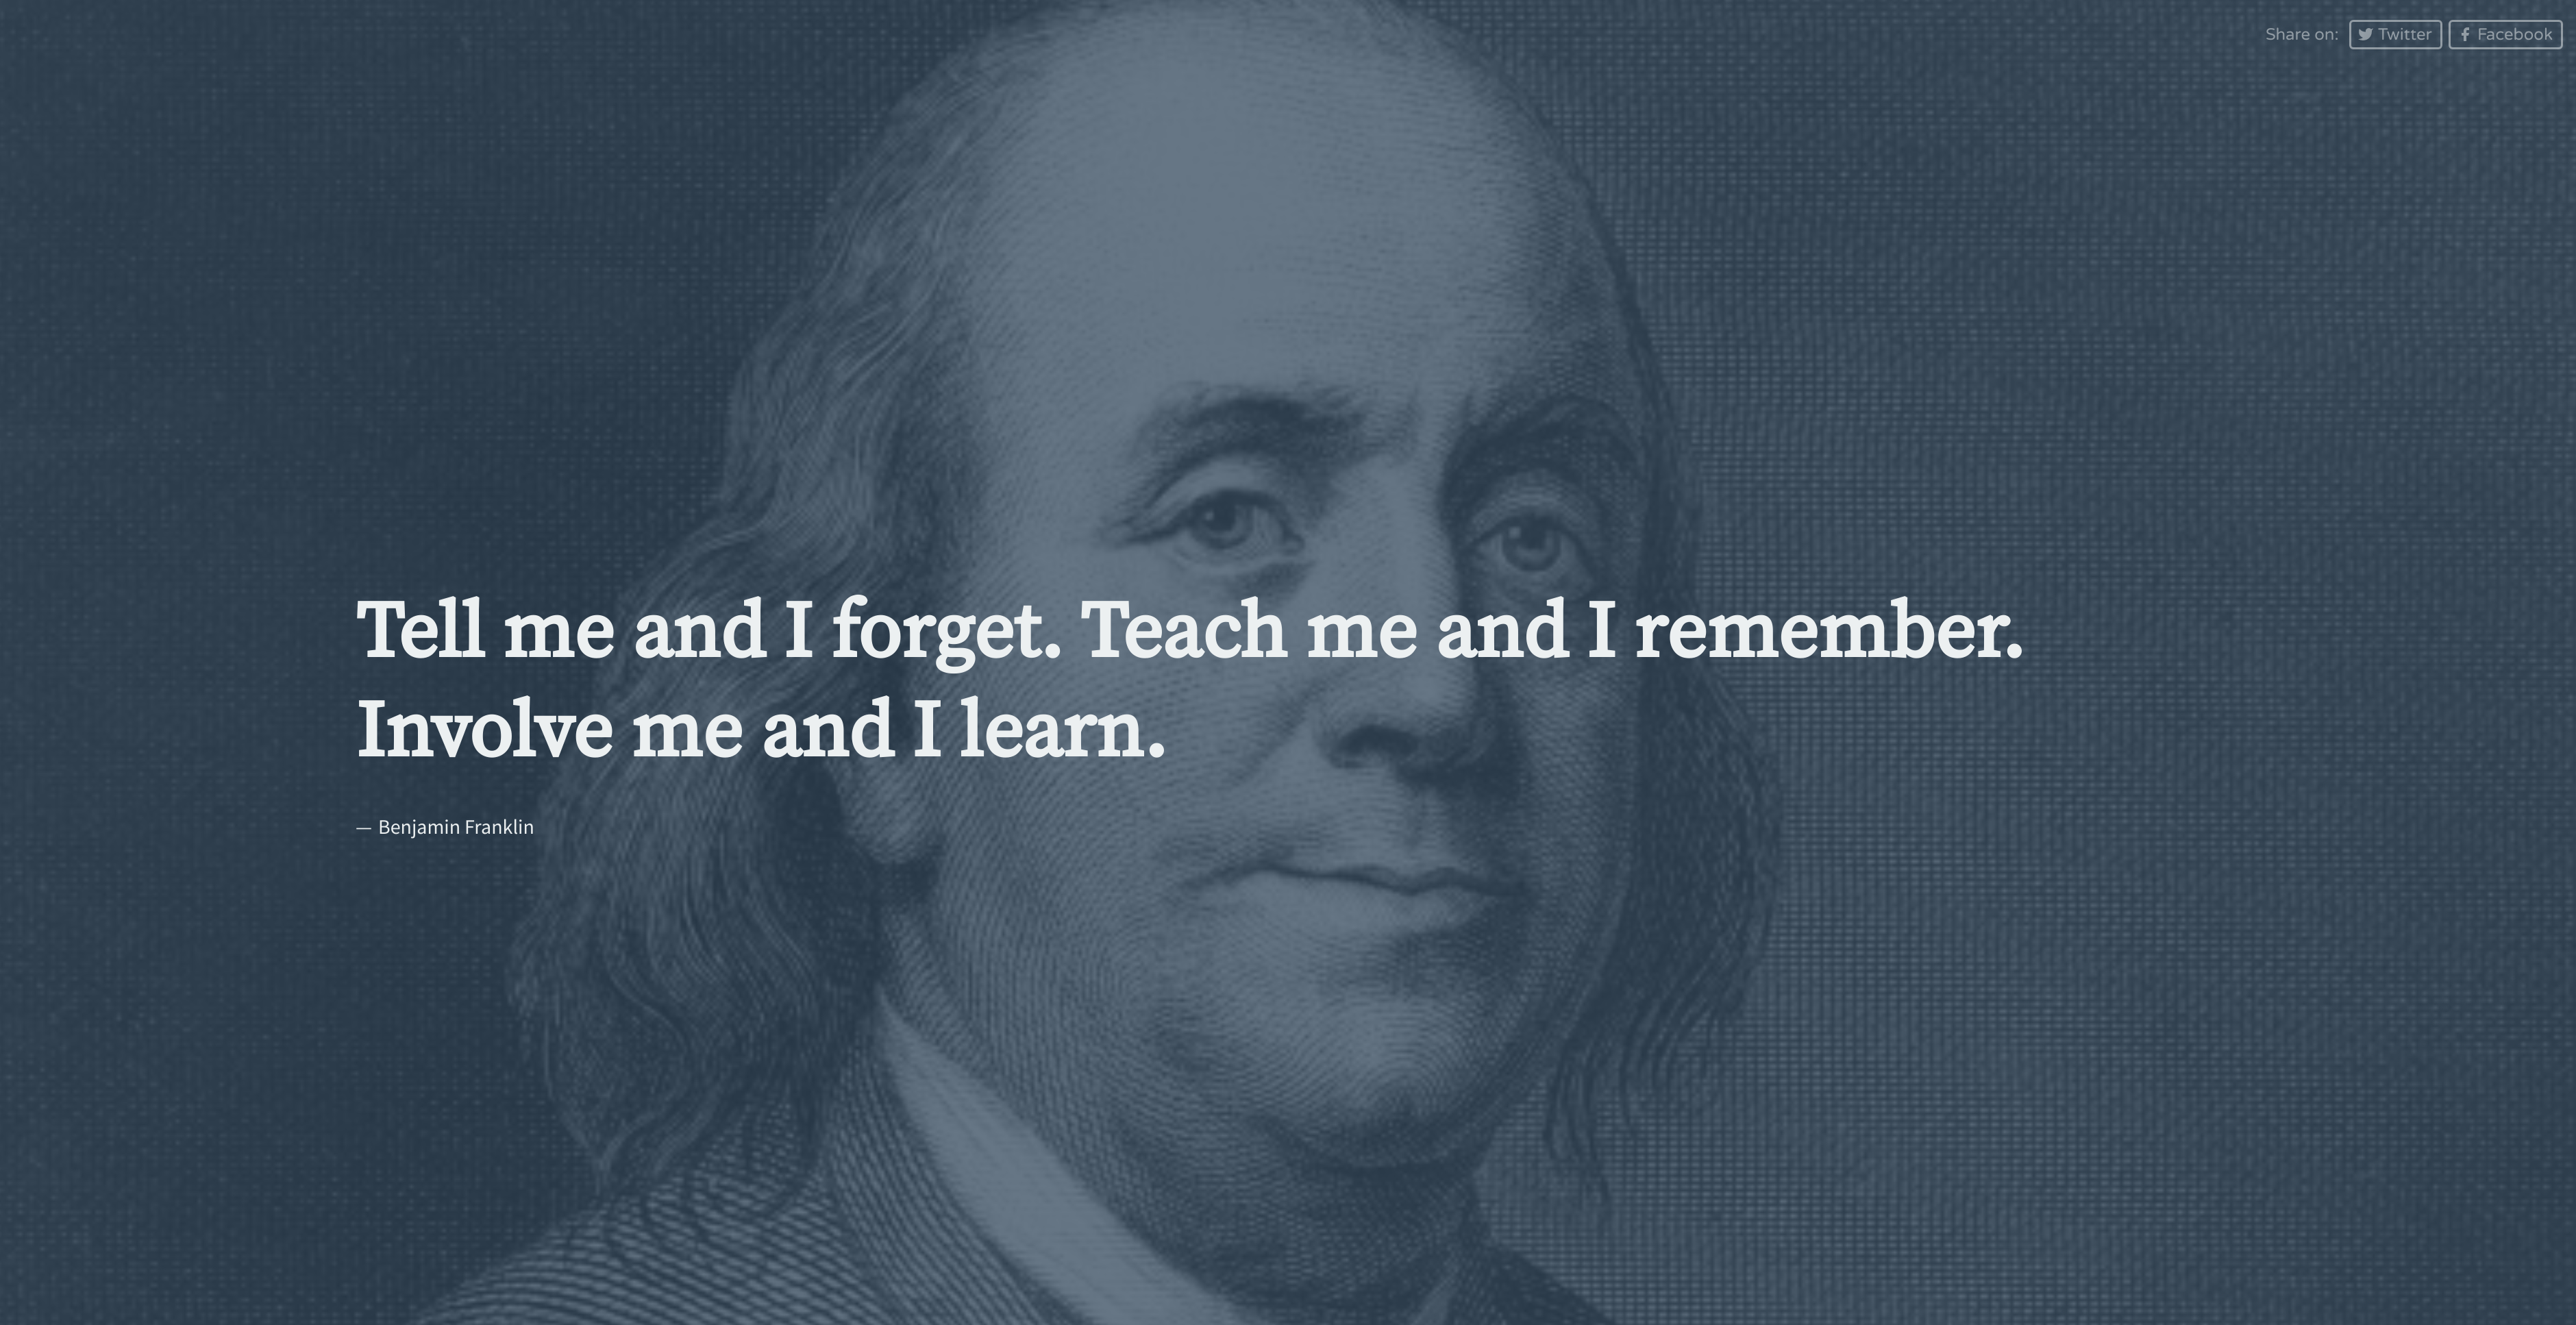 Share on: Twitter Facebook
Tell me and I forget. Teach me and I remember.
Involve me and I learn.
— Benjamin Franklin